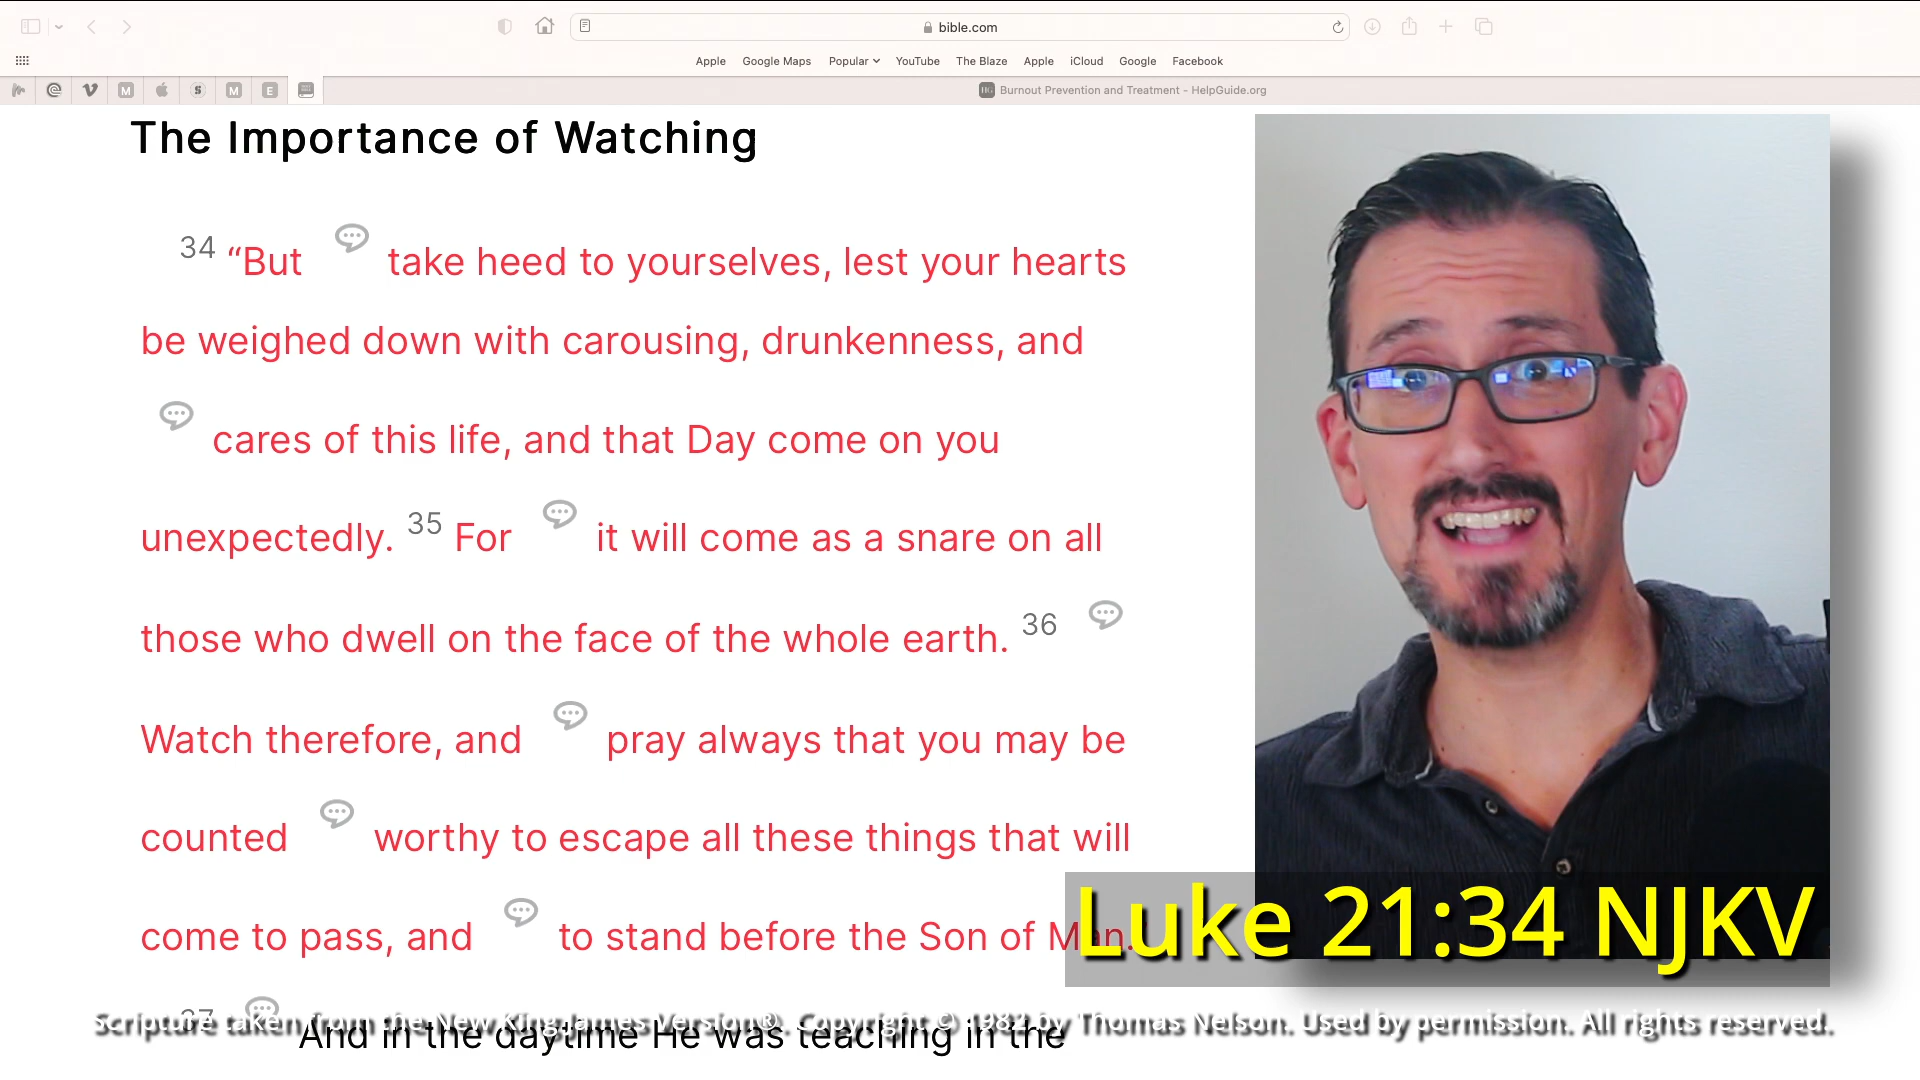 bible.com
Apple Google Maps Popular YouTube The Blaze Apple iCloud Google Facebook
M S M E Burnout Prevention and Treatment - HelpGuide.org
The Importance of Watching
34 “But take heed to yourselves, lest your hearts
be weighed down with carousing, drunkenness, and
cares of this life, and that Day come on you
unexpectedly. 35 For it will come as a snare on all
those who dwell on the face of the whole earth. 36
Watch therefore, and pray always that you may be
counted worthy to escape all these things that will
come to pass, and to stand before the Son of Man.
Luke 21:34 NJKV
37 And in the daytime He was teaching in the
Scripture taken from the New King James Version®. Copyright © 1982 by Thomas Nelson. Used by permission. All rights reserved.